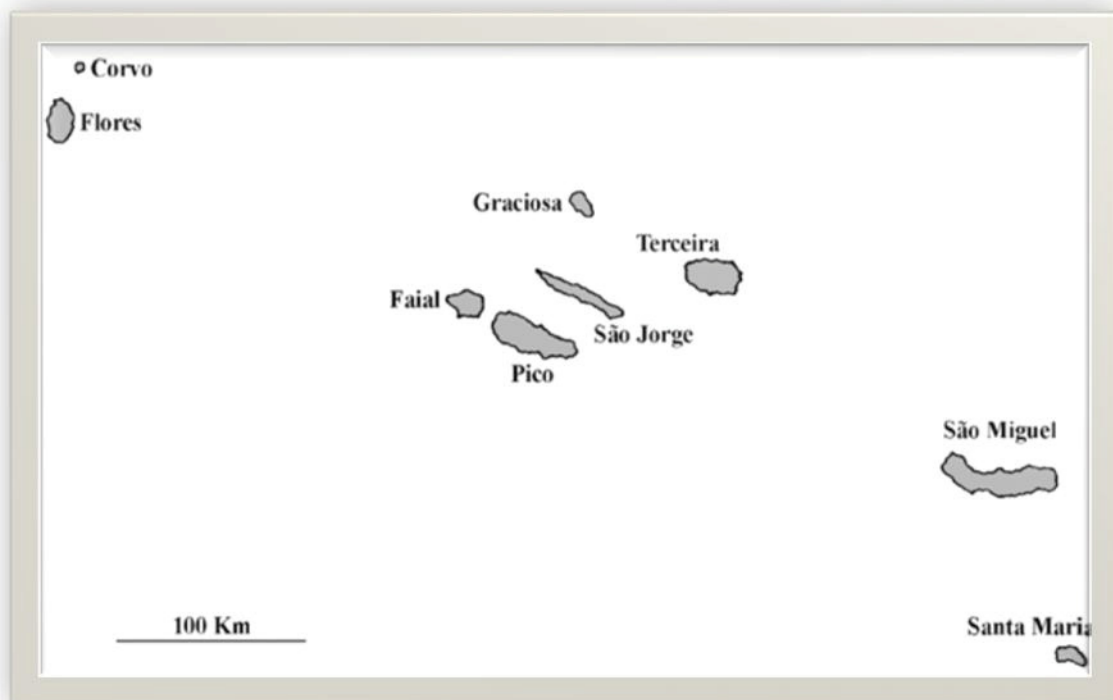 Corvo
Flores
Graciosa
Terceira
Faial
São Jorge
Pico
São Miguel
100 Km
Santa Maria